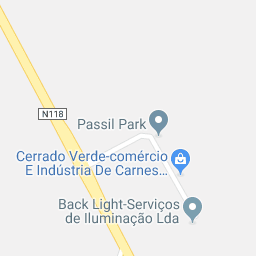 N118
Passil Park
Cerrado Verde-comércio
E Indústria De Carnes...
Back Light-Serviços
de Iluminação Lda